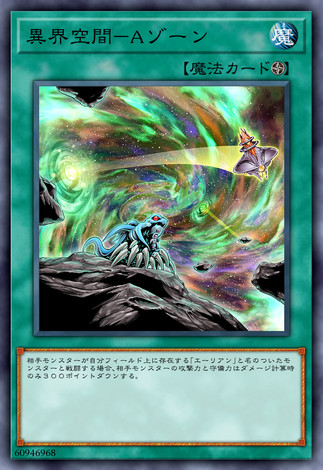 異界空間－Aゾーン
魔
【魔法カード】
相手モンスターが自分フィールド上に存在する「エーリアン」と名のついたモ
ンスターと戦闘する場合、相手モンスターの攻撃力と守備力はダメージ計算時
のみ３００ポイントダウンする。
60946968